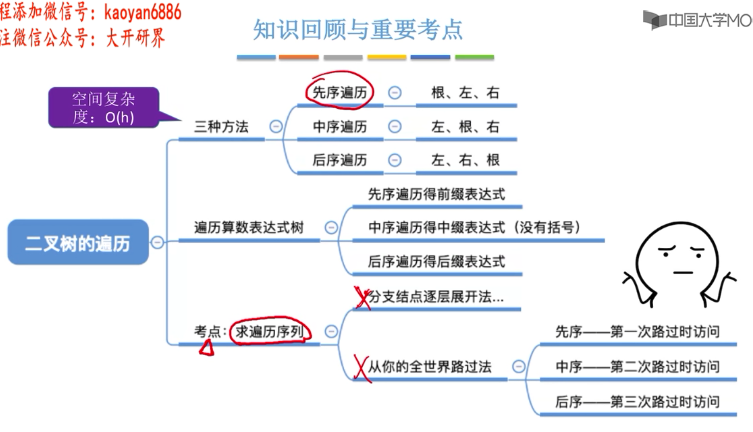 程添加微信号：kaoyan6886
注微信公众号：大开研界
知识回顾与重要考点
中国大学MO
空间复杂
度：O(h)
三种方法
先序遍历
根、左、右
中序遍历
左、根、右
后序遍历
左、右、根
二叉树的遍历
遍历算数表达式树
先序遍历得前缀表达式
中序遍历得中缀表达式（没有括号）
后序遍历得后缀表达式
考点：求遍历序列
分支结点逐层展开法...
从你的全世界路过法
先序——第一次路过时访问
中序——第二次路过时访问
后序——第三次路过时访问